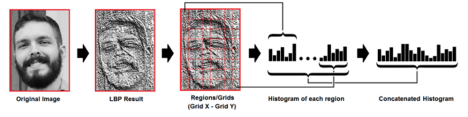 Original Image
LBP Result
Regions/Grids
(Grid X - Grid Y)
Histogram of each region
Concatenated Histogram